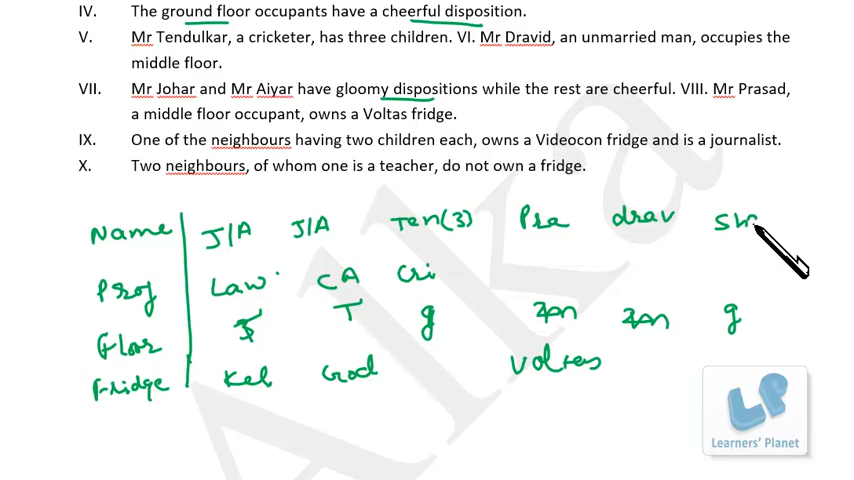 IV. The ground floor occupants have a cheerful disposition.
V. Mr Tendulkar, a cricketer, has three children. VI. Mr Dravid, an unmarried man, occupies the
middle floor.
VII. Mr Johar and Mr Aiyar have gloomy dispositions while the rest are cheerful. VIII. Mr Prasad,
a middle floor occupant, owns a Voltas fridge.
IX. One of the neighbours having two children each, owns a Videocon fridge and is a journalist.
X. Two neighbours, of whom one is a teacher, do not own a fridge.
Name J/A J/A Ten(3) Pra drav
Prof Law CA Cri
Floor T T g g
Fridge Kel God Voltas
Alka
LP
Learners' Planet